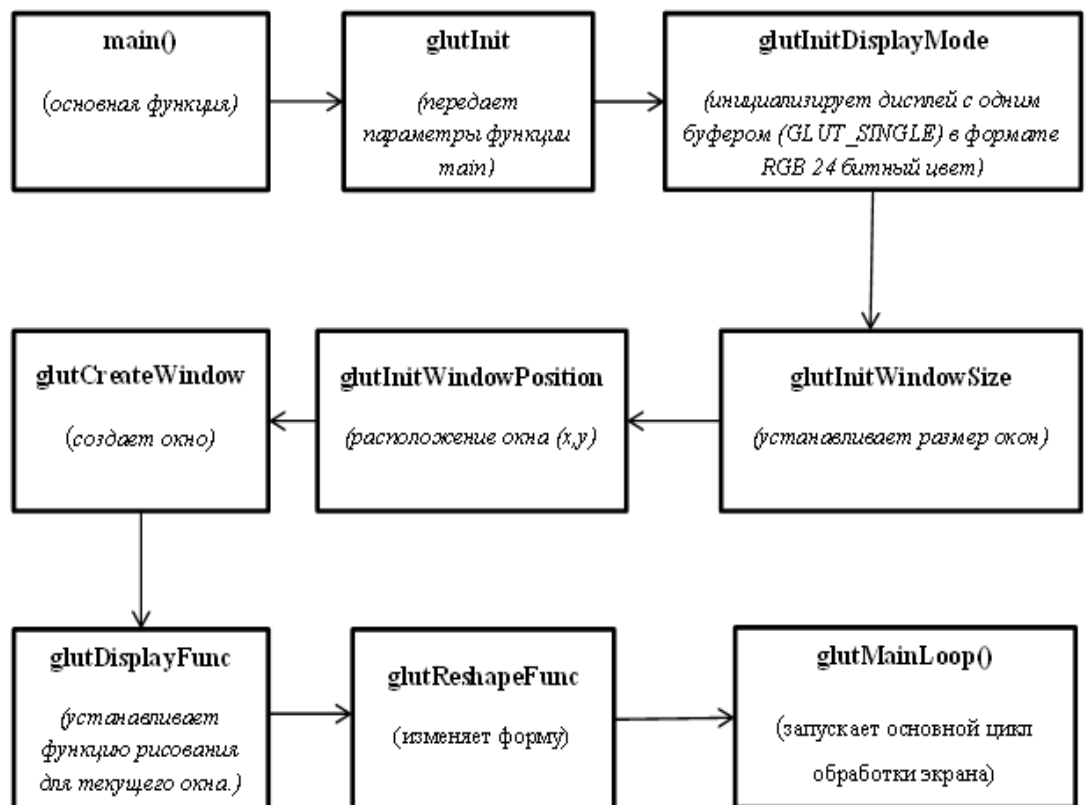 main()
(основная функция)
glutInit
(передает
параметры функции
main)
glutInitDisplayMode
(инициализирует дисплей с одним
буфером (GLUT_SINGLE) в формате
RGB 24 битный цвет)
glutCreateWindow
(создает окно)
glutInitWindowPosition
(расположение окна (x,y)
glutInitWindowSize
(устанавливает размер окон)
glutDisplayFunc
(устанавливает
функцию рисования
для текущего окна.)
glutReshapeFunc
(изменяет форму)
glutMainLoop()
(запускает основной цикл
обработки экрана)